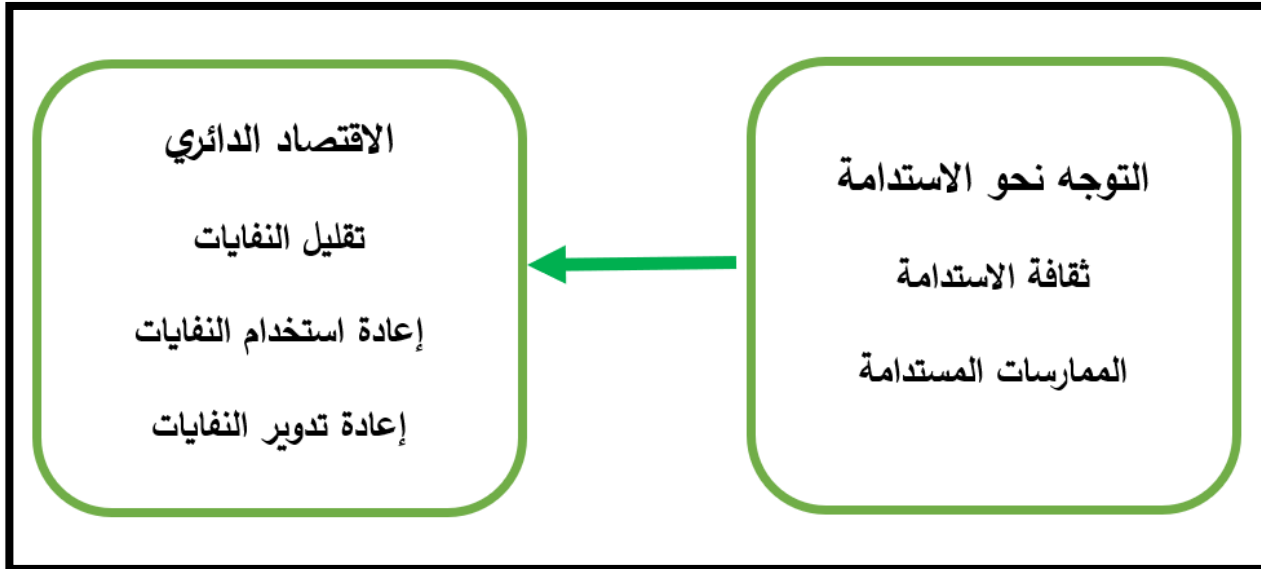 التوجه نحو الاستدامة
ثقافة الاستدامة
الممارسات المستدامة
الاقتصاد الدائري
تقليل النفايات
إعادة استخدام النفايات
إعادة تدوير النفايات